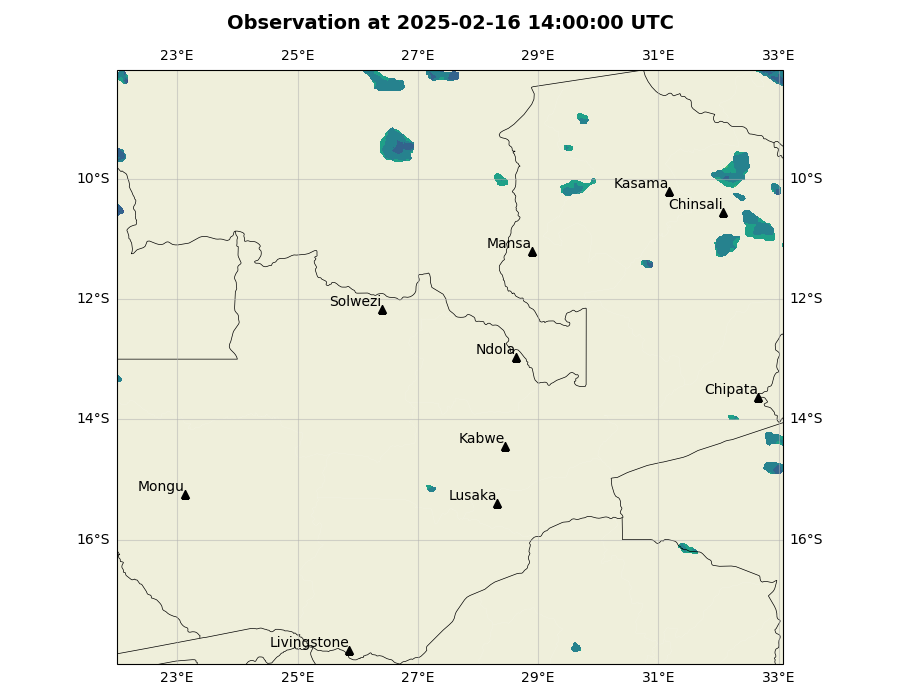 Observation at 2025-02-16 14:00:00 UTC
23°E 25°E 27°E 29°E 31°E 33°E
10°S 10°S
Kasama
Chinsali
Mansa
12°S 12°S
Solwezi
Ndola
Chipata
14°S 14°S
Kabwe
Mongu
Lusaka
16°S 16°S
Livingstone
23°E 25°E 27°E 29°E 31°E 33°E